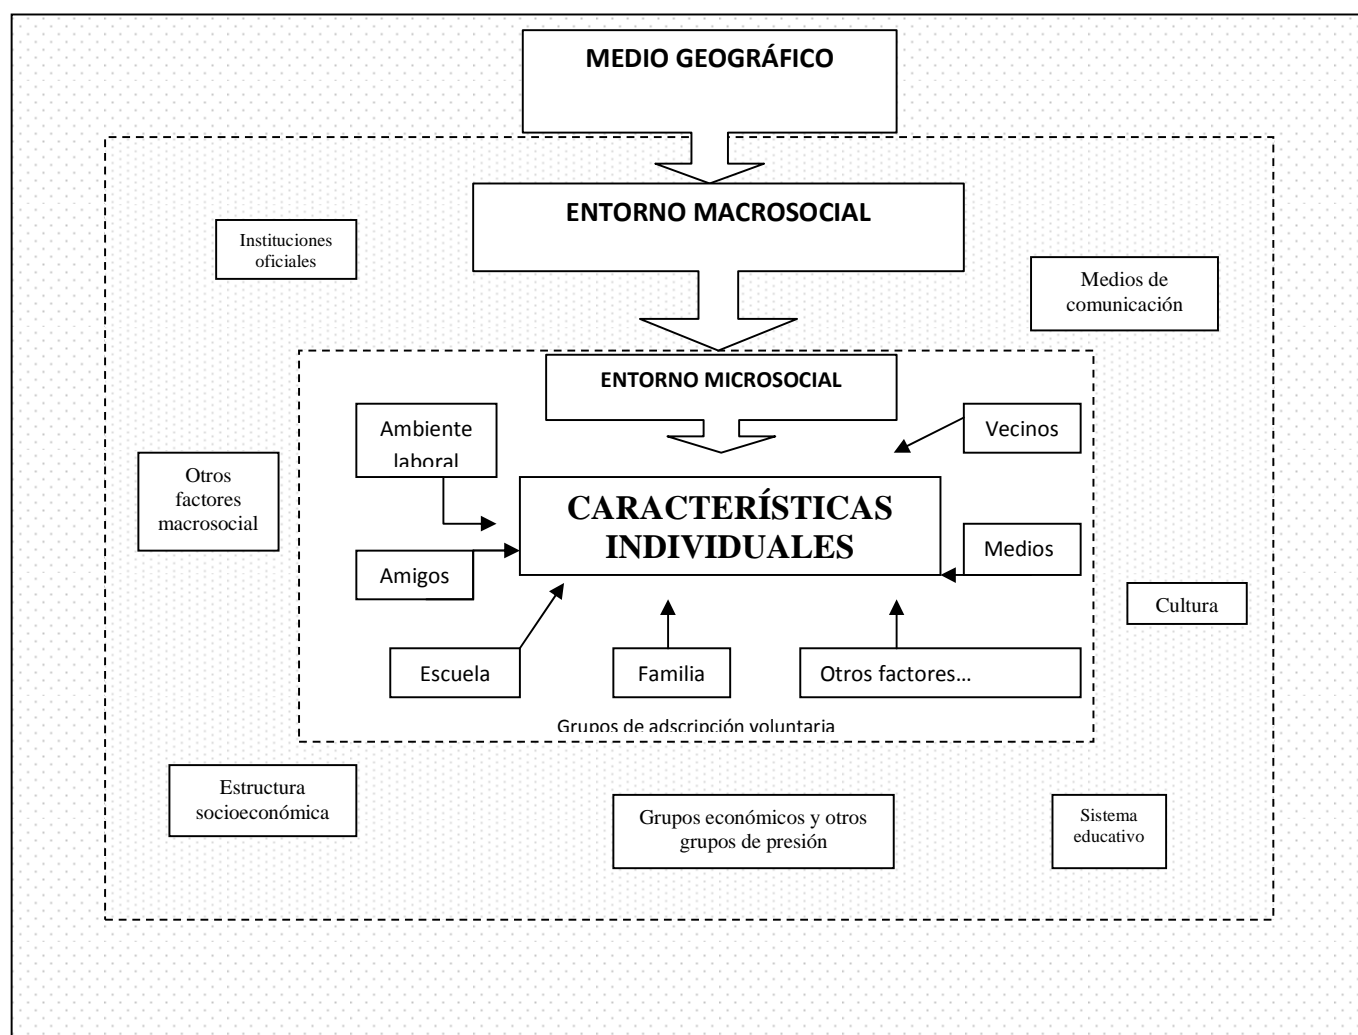 MEDIO GEOGRÁFICO
ENTORNO MACROSOCIAL
Instituciones
oficiales
Medios de
comunicación
ENTORNO MICROSOCIAL
Ambiente
laboral
Vecinos
Otros
factores
macrosocial
CARACTERÍSTICAS
INDIVIDUALES
Medios
Amigos
Cultura
Escuela
Familia
Otros factores...
Grupos de adscripción voluntaria
Estructura
socioeconómica
Grupos económicos y otros
grupos de presión
Sistema
educativo